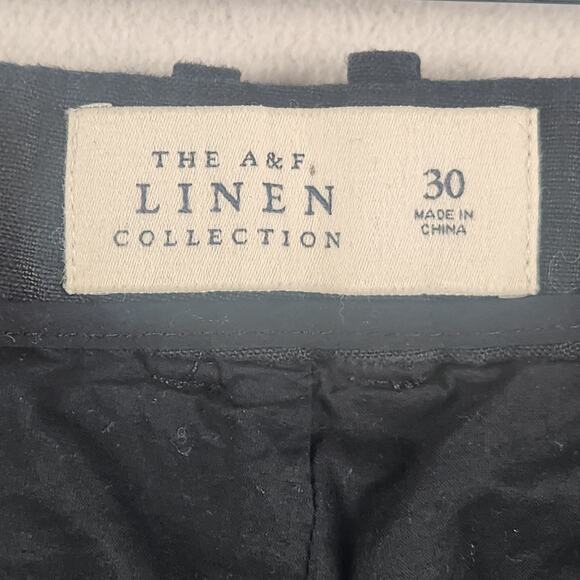 THE A&F
LINEN
COLLECTION
30
MADE IN
CHINA